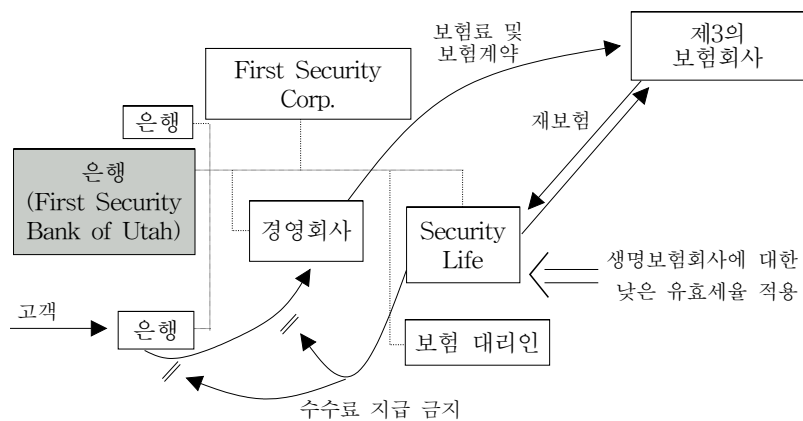 보험료 및
보험계약
제3의
보험회사
First Security
Corp.
은행
재보험
은행
(First Security
Bank of Utah)
경영회사
Security
Life
생명보험회사에 대한
낮은 유효세율 적용
고객
은행
보험 대리인
수수료 지급 금지